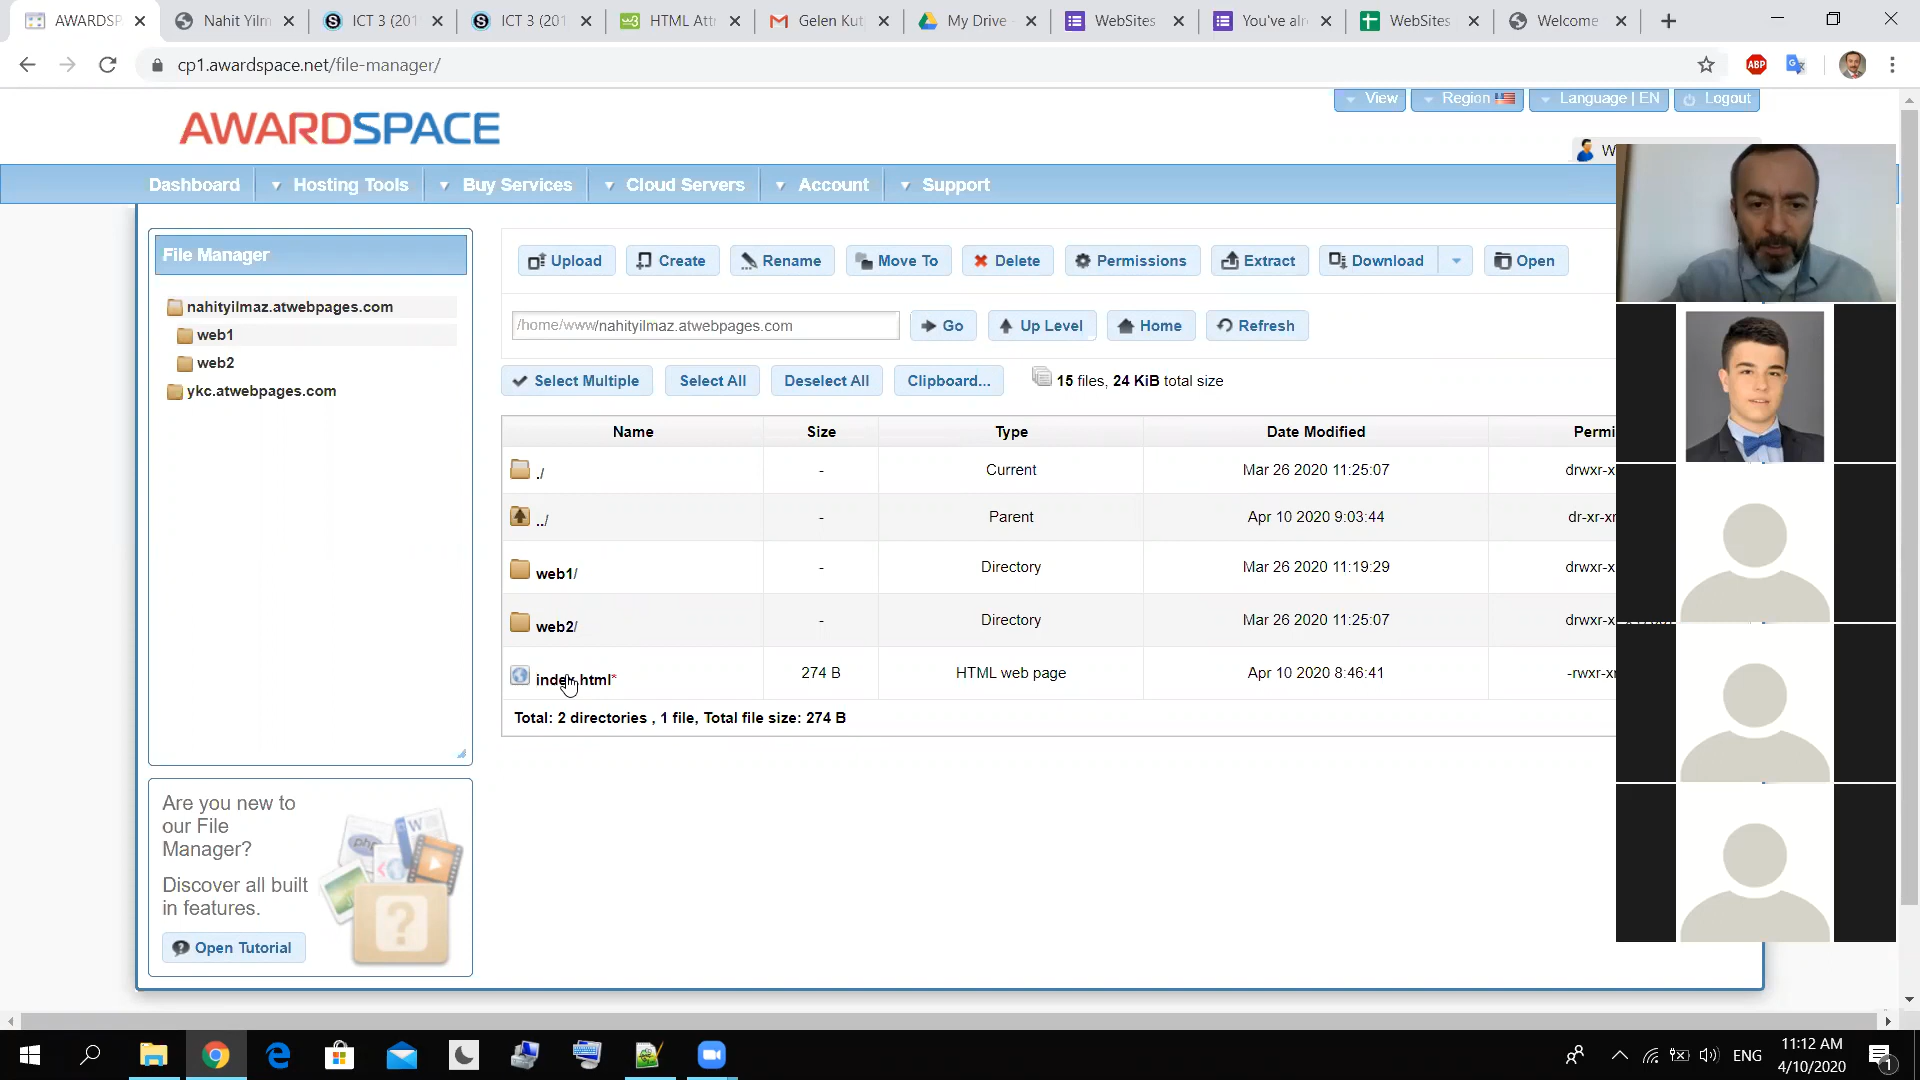 AWARDSP
Nahit Yilm
ICT 3 (201
ICT 3 (201
HTML Attr
Gelen Kut
My Drive -
WebSites
You've alr
WebSites
Welcome
cp1.awardspace.net/file-manager/
ABP
View
Region
Language | EN
Logout
AWARDSPACE
W
Dashboard
Hosting Tools
Buy Services
Cloud Servers
Account
Support
File Manager
nahityilmaz.atwebpages.com
web1
web2
ykc.atwebpages.com
Upload
Create
Rename
Move To
Delete
Permissions
Extract
Download
Open
/home/www/nahityilmaz.atwebpages.com
Go
Up Level
Home
Refresh
Select Multiple
Select All
Deselect All
Clipboard...
15 files, 24 KiB total size
Name Size Type Date Modified Permi
./ - Current Mar 26 2020 11:25:07 drwxr-x
../ - Parent Apr 10 2020 9:03:44 dr-xr-xr
web1/ - Directory Mar 26 2020 11:19:29 drwxr-x
web2/ - Directory Mar 26 2020 11:25:07 drwxr-x
index.html* 274 B HTML web page Apr 10 2020 8:46:41 -rwxr-xr
Total: 2 directories , 1 file, Total file size: 274 B
Are you new to
our File
Manager?
Discover all built
in features.
Open Tutorial
php
W
?
ENG
11:12 AM
4/10/2020
1